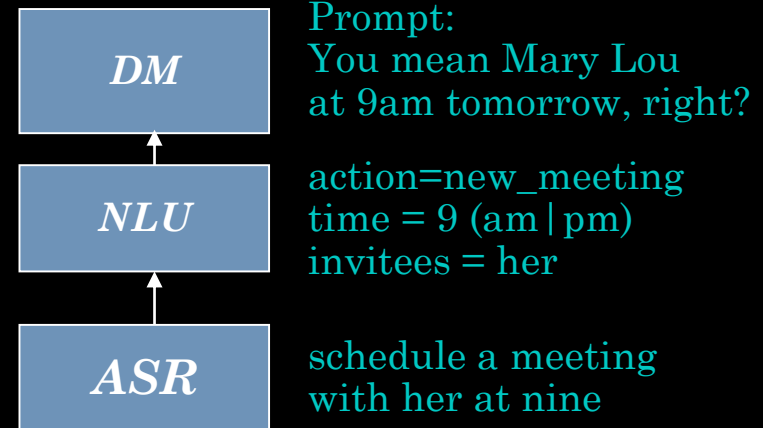 DM
Prompt:
You mean Mary Lou
at 9am tomorrow, right?
NLU
action=new_meeting
time = 9 (am|pm)
invitees = her
ASR
schedule a meeting
with her at nine